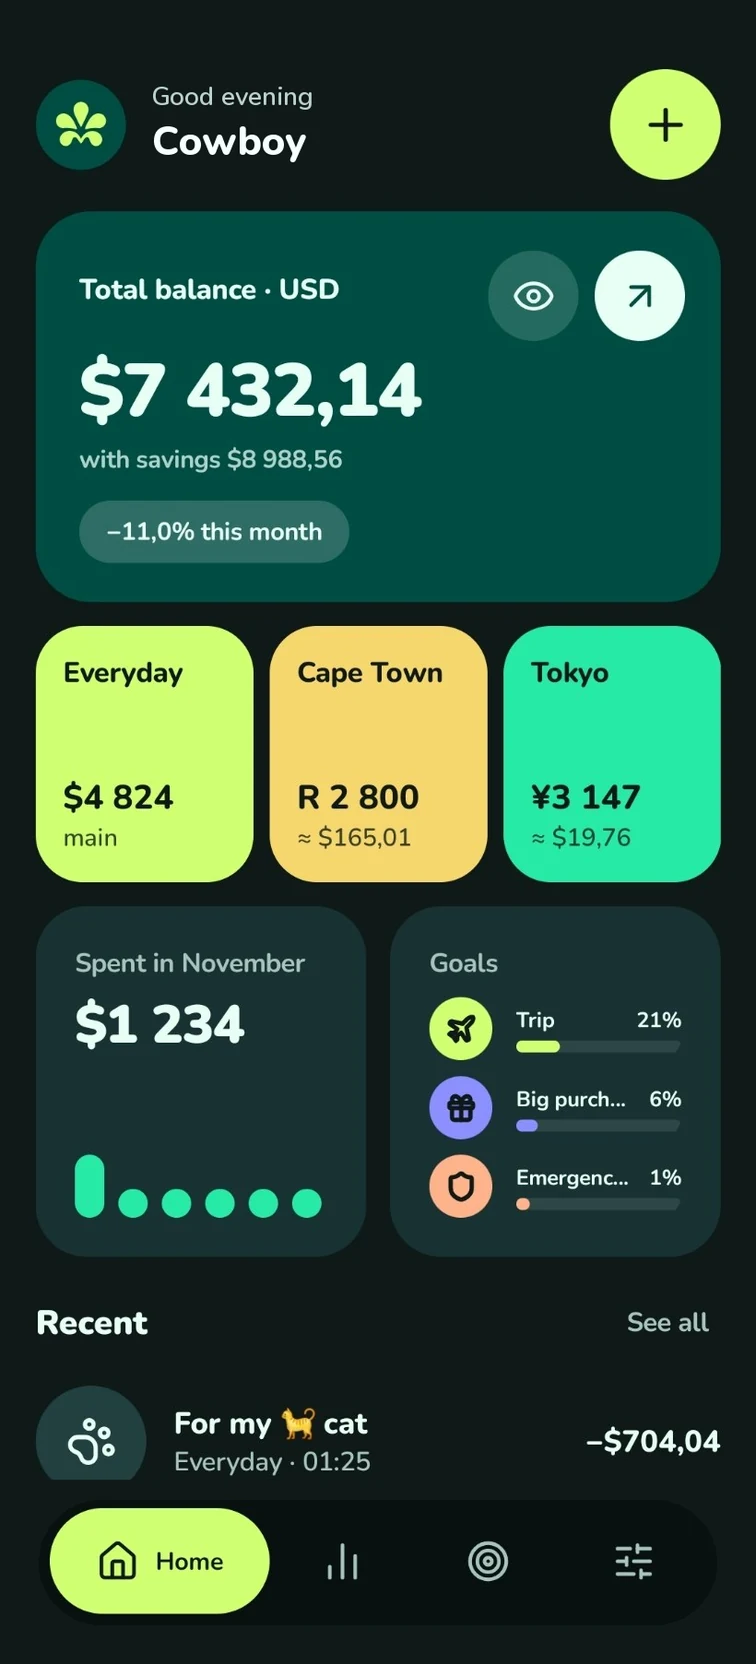 Good evening
Cowboy
Total balance · USD
$7 432,14
with savings $8 988,56
−11,0% this month
Everyday
$4 824
main
Cape Town
R 2 800
≈ $165,01
Tokyo
¥3 147
≈ $19,76
Spent in November
$1 234
Goals
Trip 21%
Big purch... 6%
Emergenc... 1%
Recent
See all
For my 🐈 cat
Everyday · 01:25
−$704,04
Home